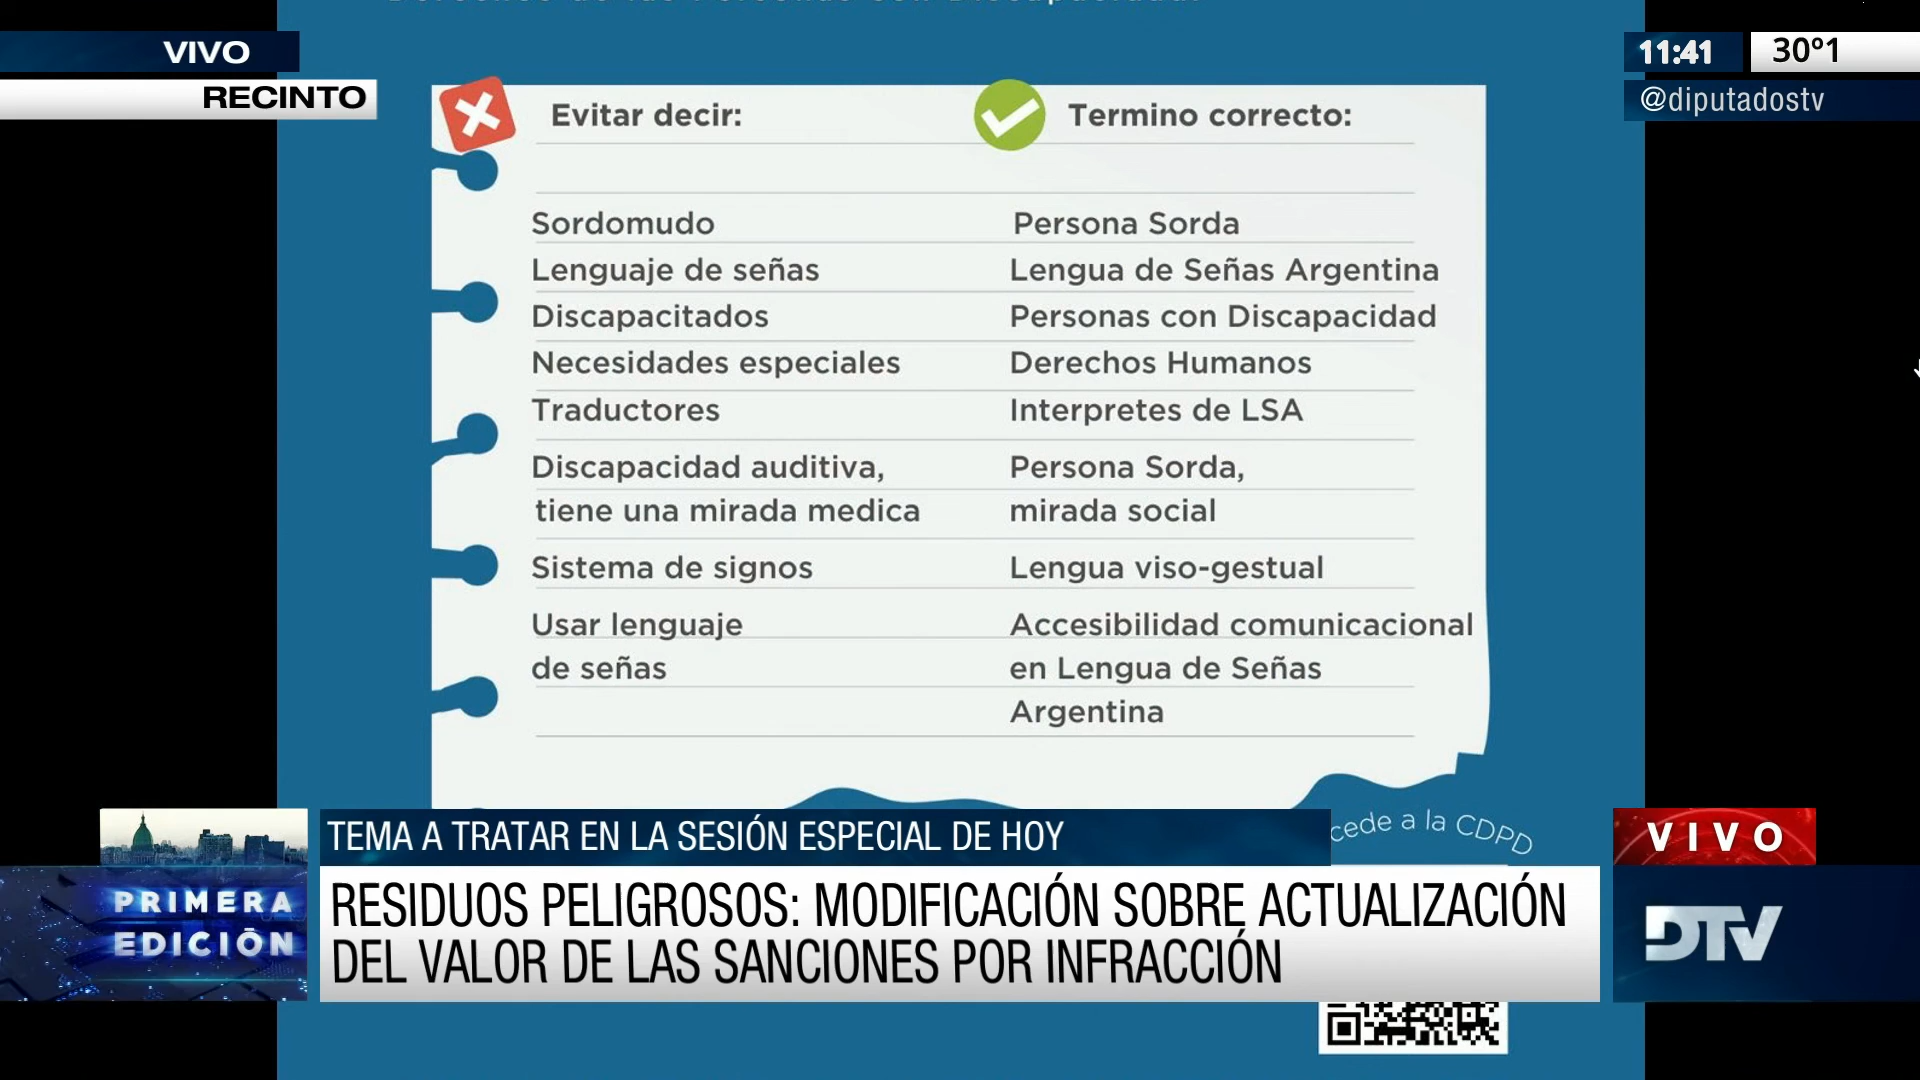 VIVO
RECINTO
11:41
30º1
@diputadostv
Evitar decir:
Termino correcto:
Sordomudo
Persona Sorda
Lenguaje de señas
Lengua de Señas Argentina
Discapacitados
Personas con Discapacidad
Necesidades especiales
Derechos Humanos
Traductores
Interpretes de LSA
Discapacidad auditiva,
tiene una mirada medica
Persona Sorda,
mirada social
Sistema de signos
Lengua viso-gestual
Usar lenguaje
de señas
Accesibilidad comunicacional
en Lengua de Señas
Argentina
a la CDPD
TEMA A TRATAR EN LA SESIÓN ESPECIAL DE HOY
RESIDUOS PELIGROSOS: MODIFICACIÓN SOBRE ACTUALIZACIÓN
DEL VALOR DE LAS SANCIONES POR INFRACCIÓN
PRIMERA
EDICIÓN
VIVO
DTV